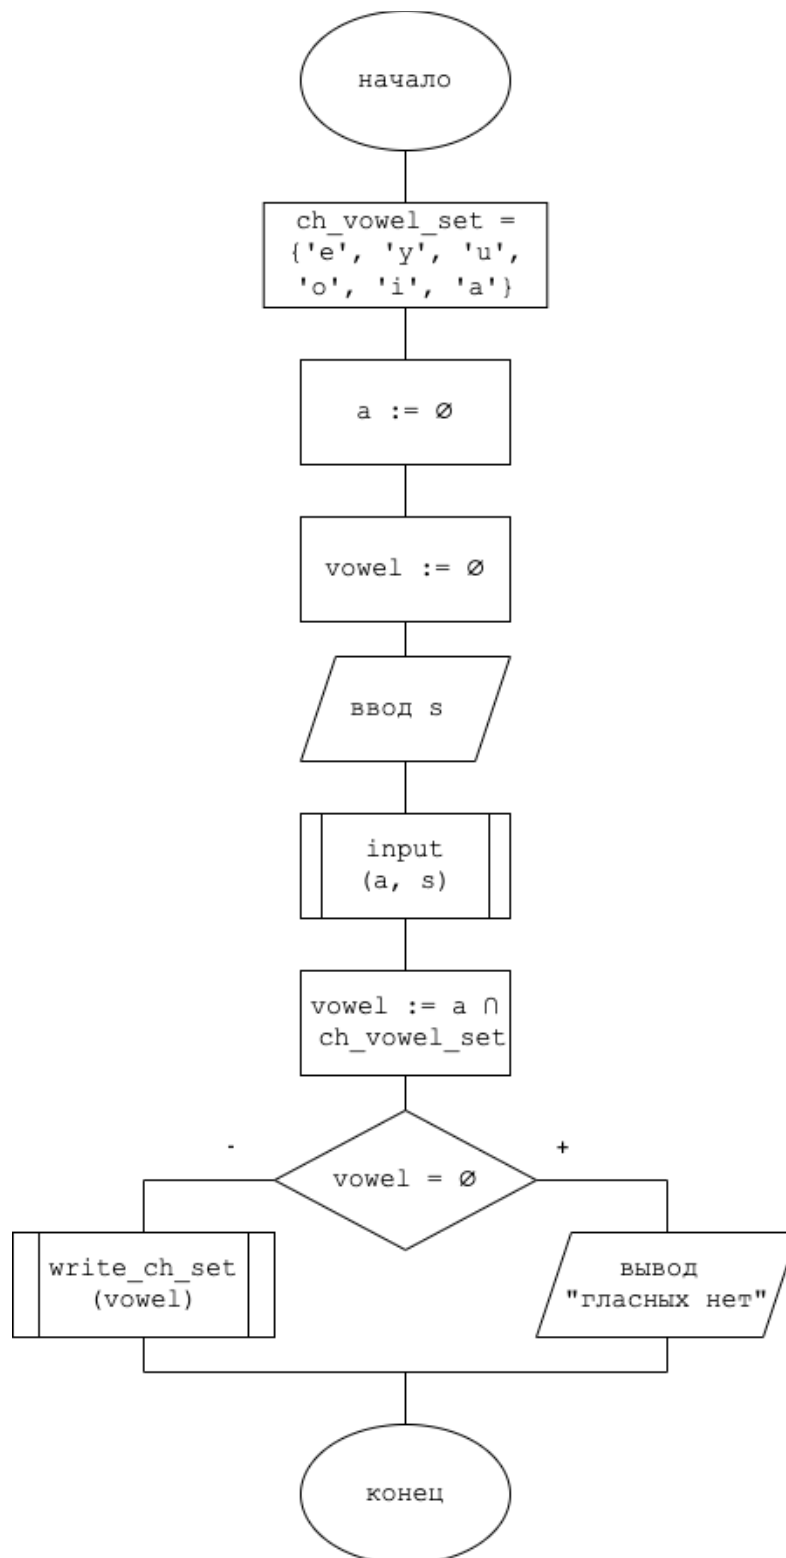 начало
ch_vowel_set =
{'e', 'y', 'u',
'o', 'i', 'a'}
a := ∅
vowel := ∅
ввод s
input
(a, s)
vowel := a ∩
ch_vowel_set
-
+
vowel = ∅
write_ch_set
(vowel)
вывод
"гласных нет"
конец